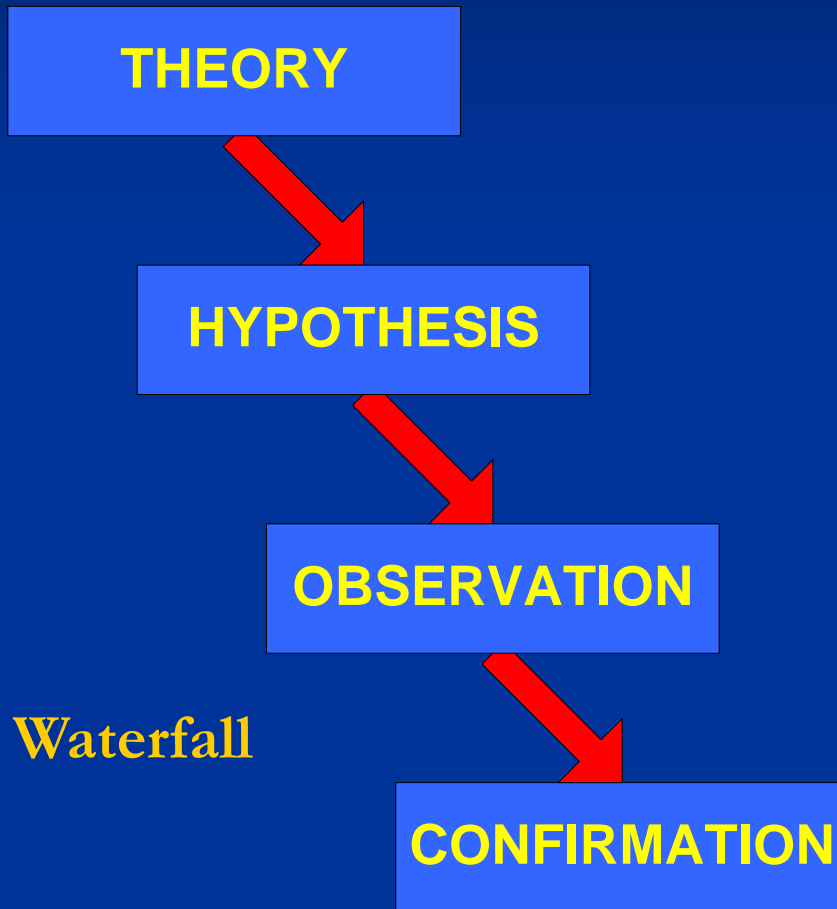 THEORY
HYPOTHESIS
OBSERVATION
Waterfall
CONFIRMATION